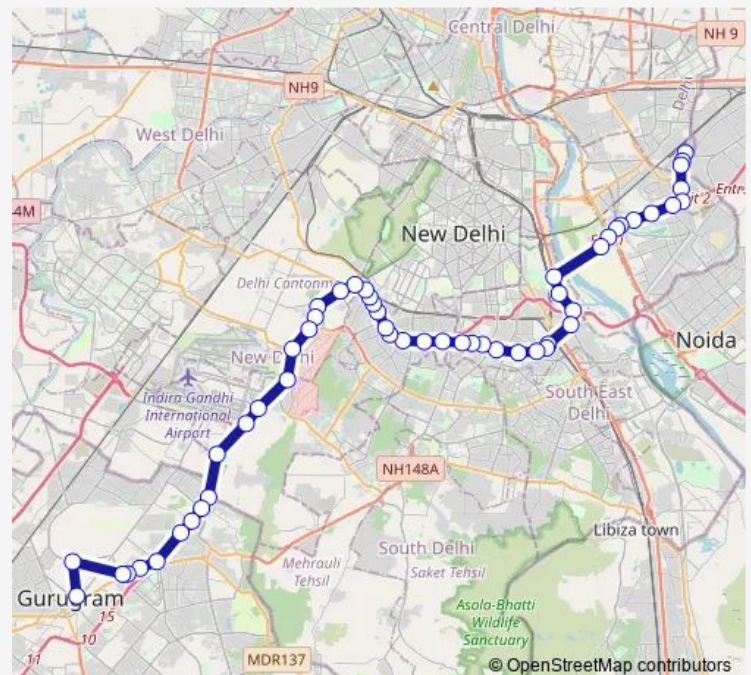 Central Delhi
NH 9
NH9
Delhi
West Delhi
4M
New Delhi
Delhi Cantonm
Noida
New Delhi
Indira Gandhi
International
Airport
South East
Delhi
NH148A
Libiza town
South Delhi
Mehrauli
Tehsil
Saket Tehsil
Gurugram
15
Asola-Bhatti
Wildlife
Sanctuary
10
11
MDR137
© OpenStreetMap contributors